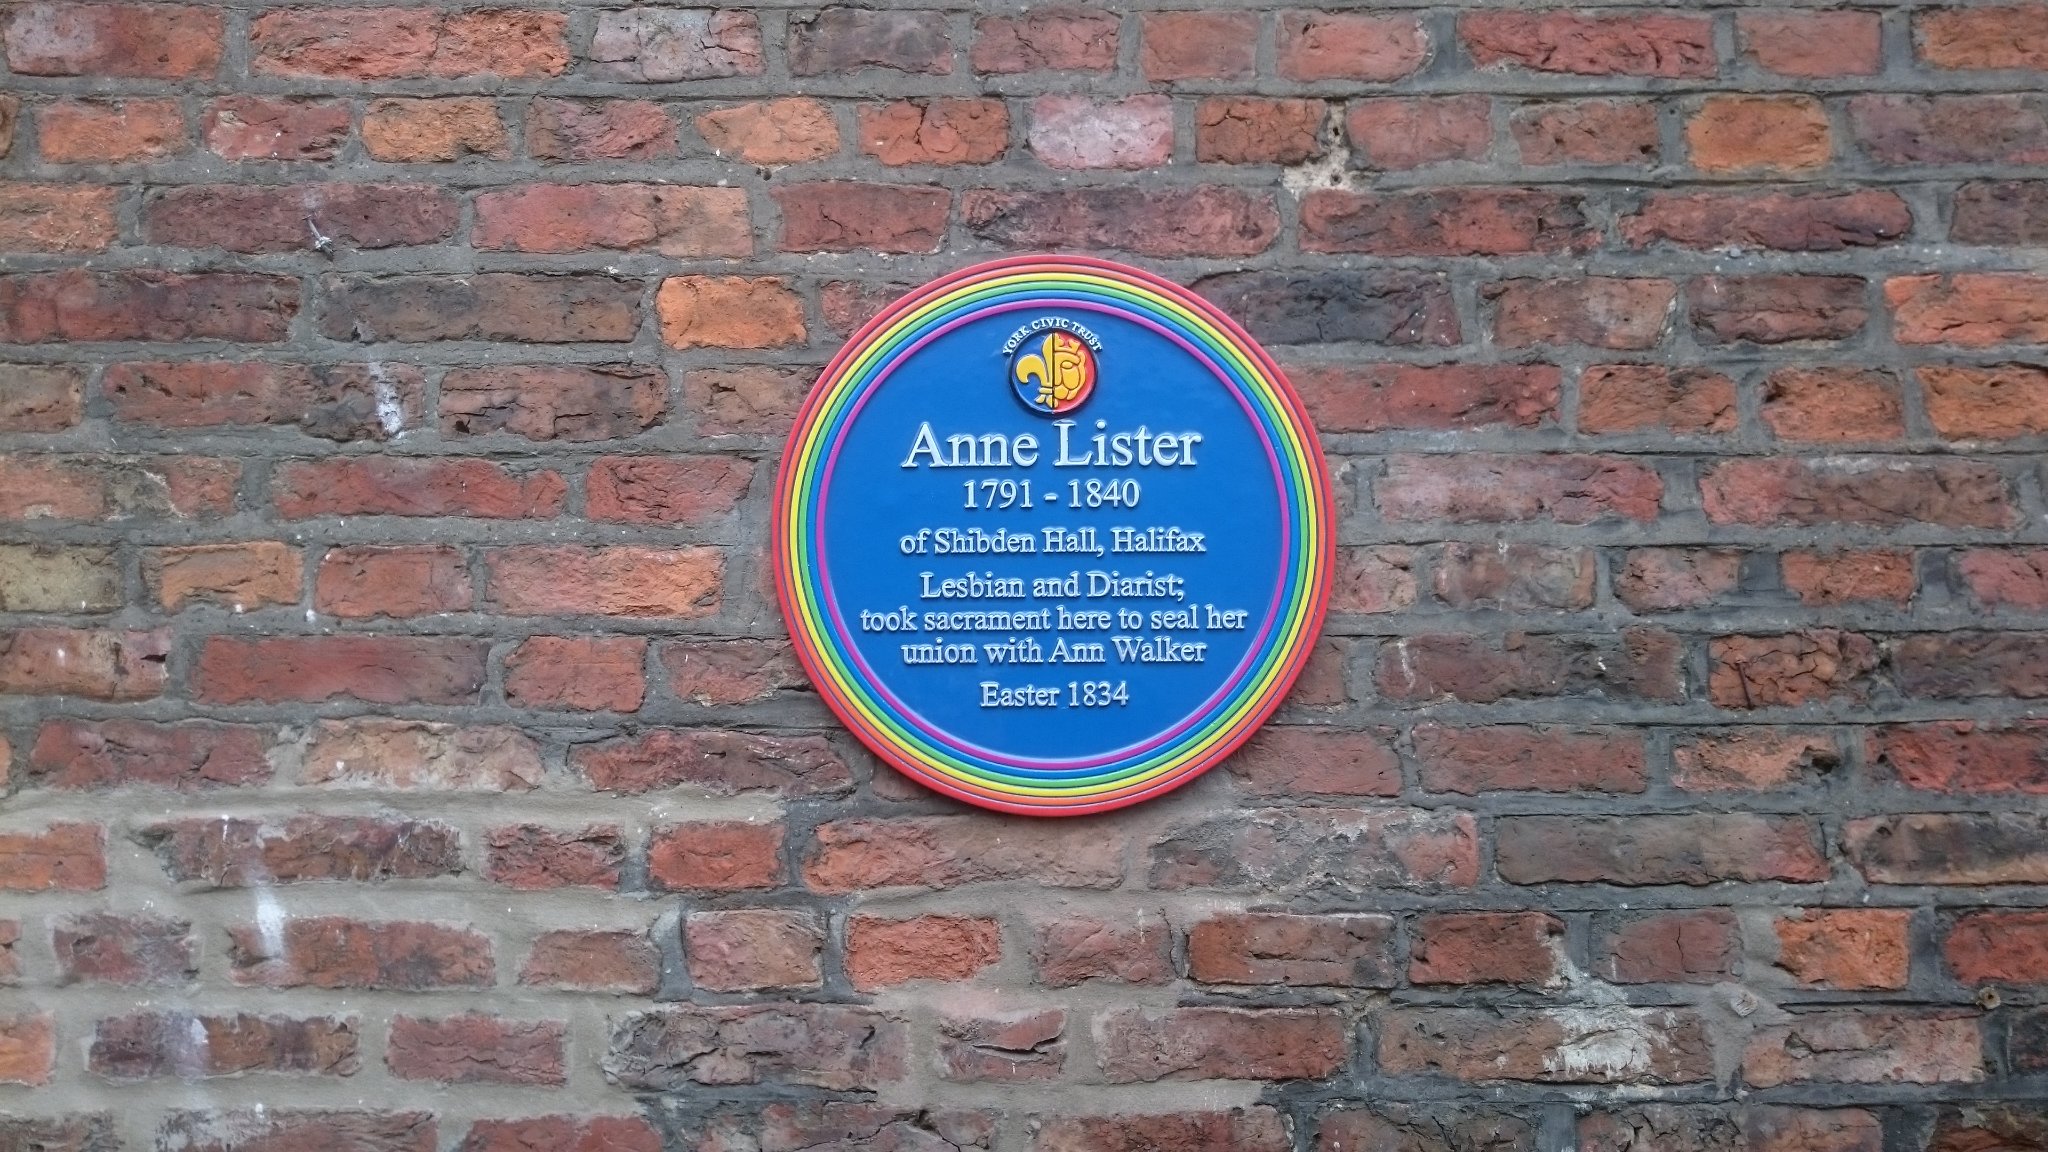 YORK CIVIC TRUST
Anne Lister
1791 - 1840
of Shibden Hall, Halifax
Lesbian and Diarist;
took sacrament here to seal her
union with Ann Walker
Easter 1834